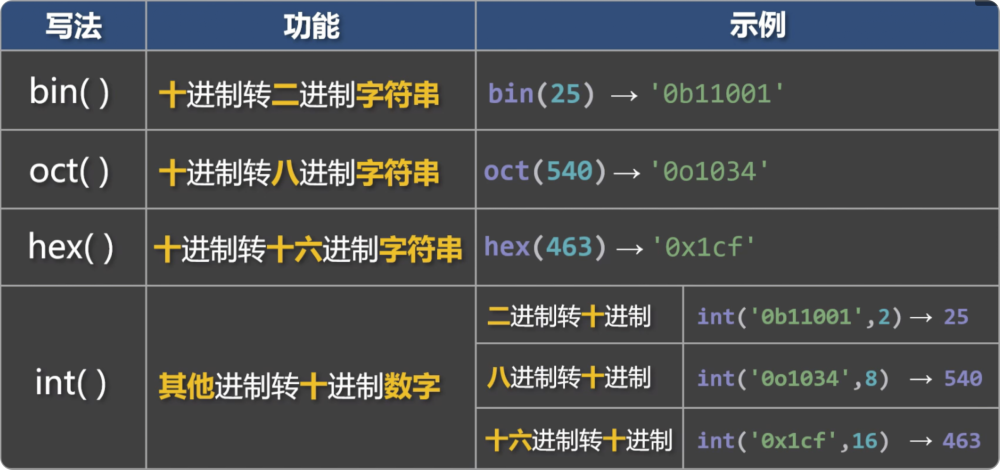 写法 功能 示例
bin( ) 十进制转二进制字符串 bin(25) → '0b11001'
oct( ) 十进制转八进制字符串 oct(540) → '0o1034'
hex( ) 十进制转十六进制字符串 hex(463) → '0x1cf'
int( ) 其他进制转十进制数字
二进制转十进制 int('0b11001',2) → 25
八进制转十进制 int('0o1034',8) → 540
十六进制转十进制 int('0x1cf',16) → 463